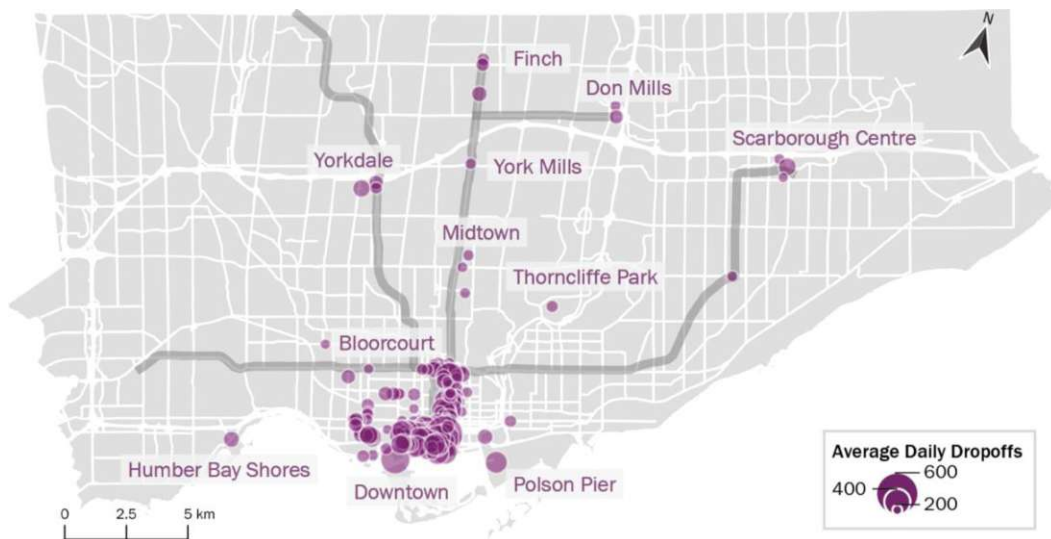 N
Finch
Don Mills
Scarborough Centre
Yorkdale
York Mills
Midtown
Thorncliffe Park
Bloorcourt
Humber Bay Shores
Downtown
Polson Pier
Average Daily Dropoffs
600
400
200
0 2.5 5 km